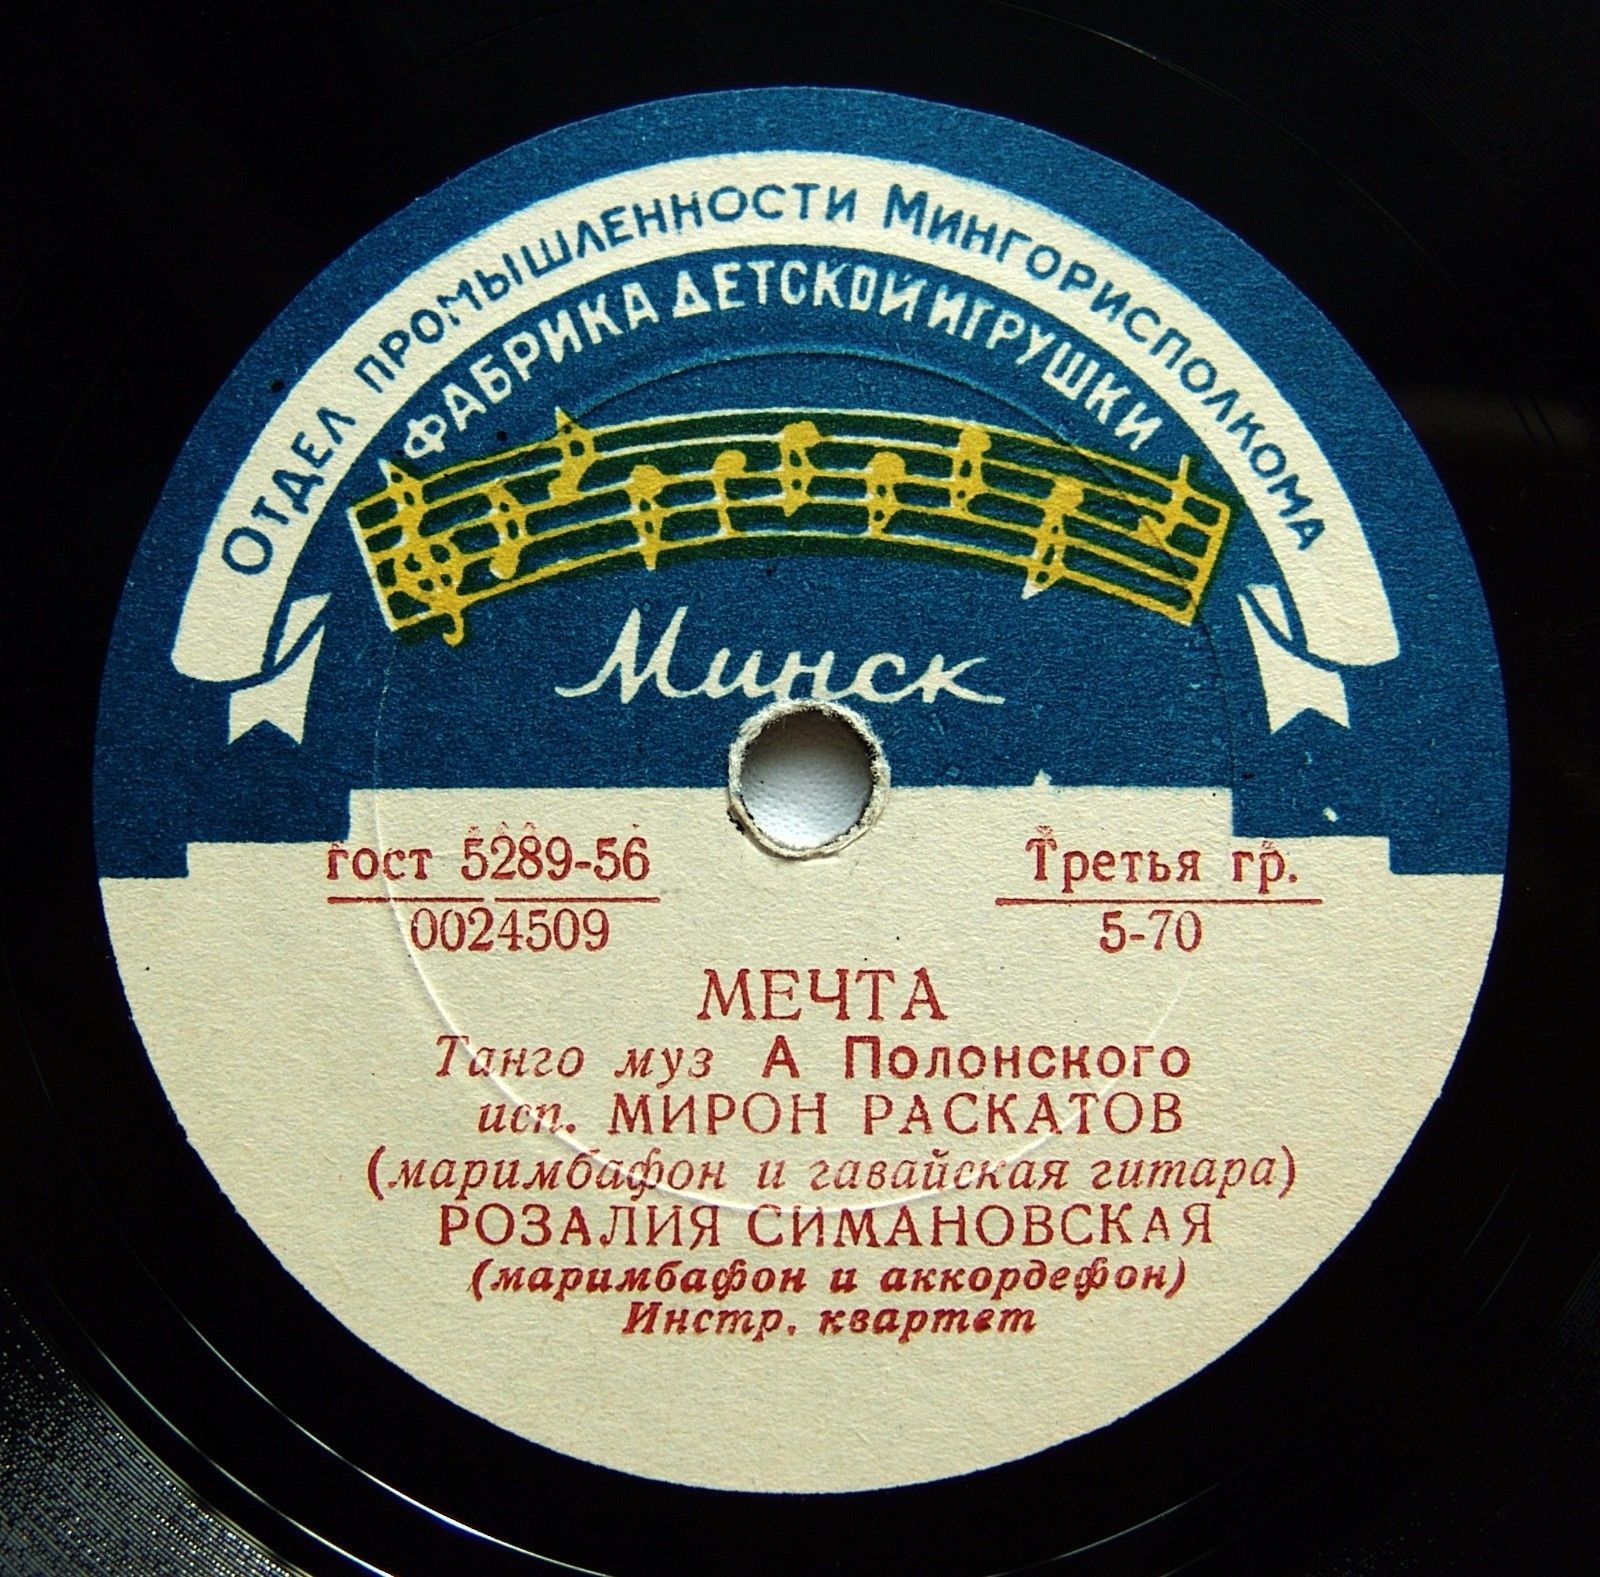 Отдел промышленности Мингорисполкома
ФАБРИКА ДЕТСКОЙ ИГРУШКИ
Минск
гост 5289-56
0024509
Третья гр.
5-70
МЕЧТА
Танго муз А Полонского
исп. МИРОН РАСКАТОВ
(маримбафон и гавайская гитара)
РОЗАЛИЯ СИМАНОВСКАЯ
(маримбафон и аккордефон)
Инстр. квартет